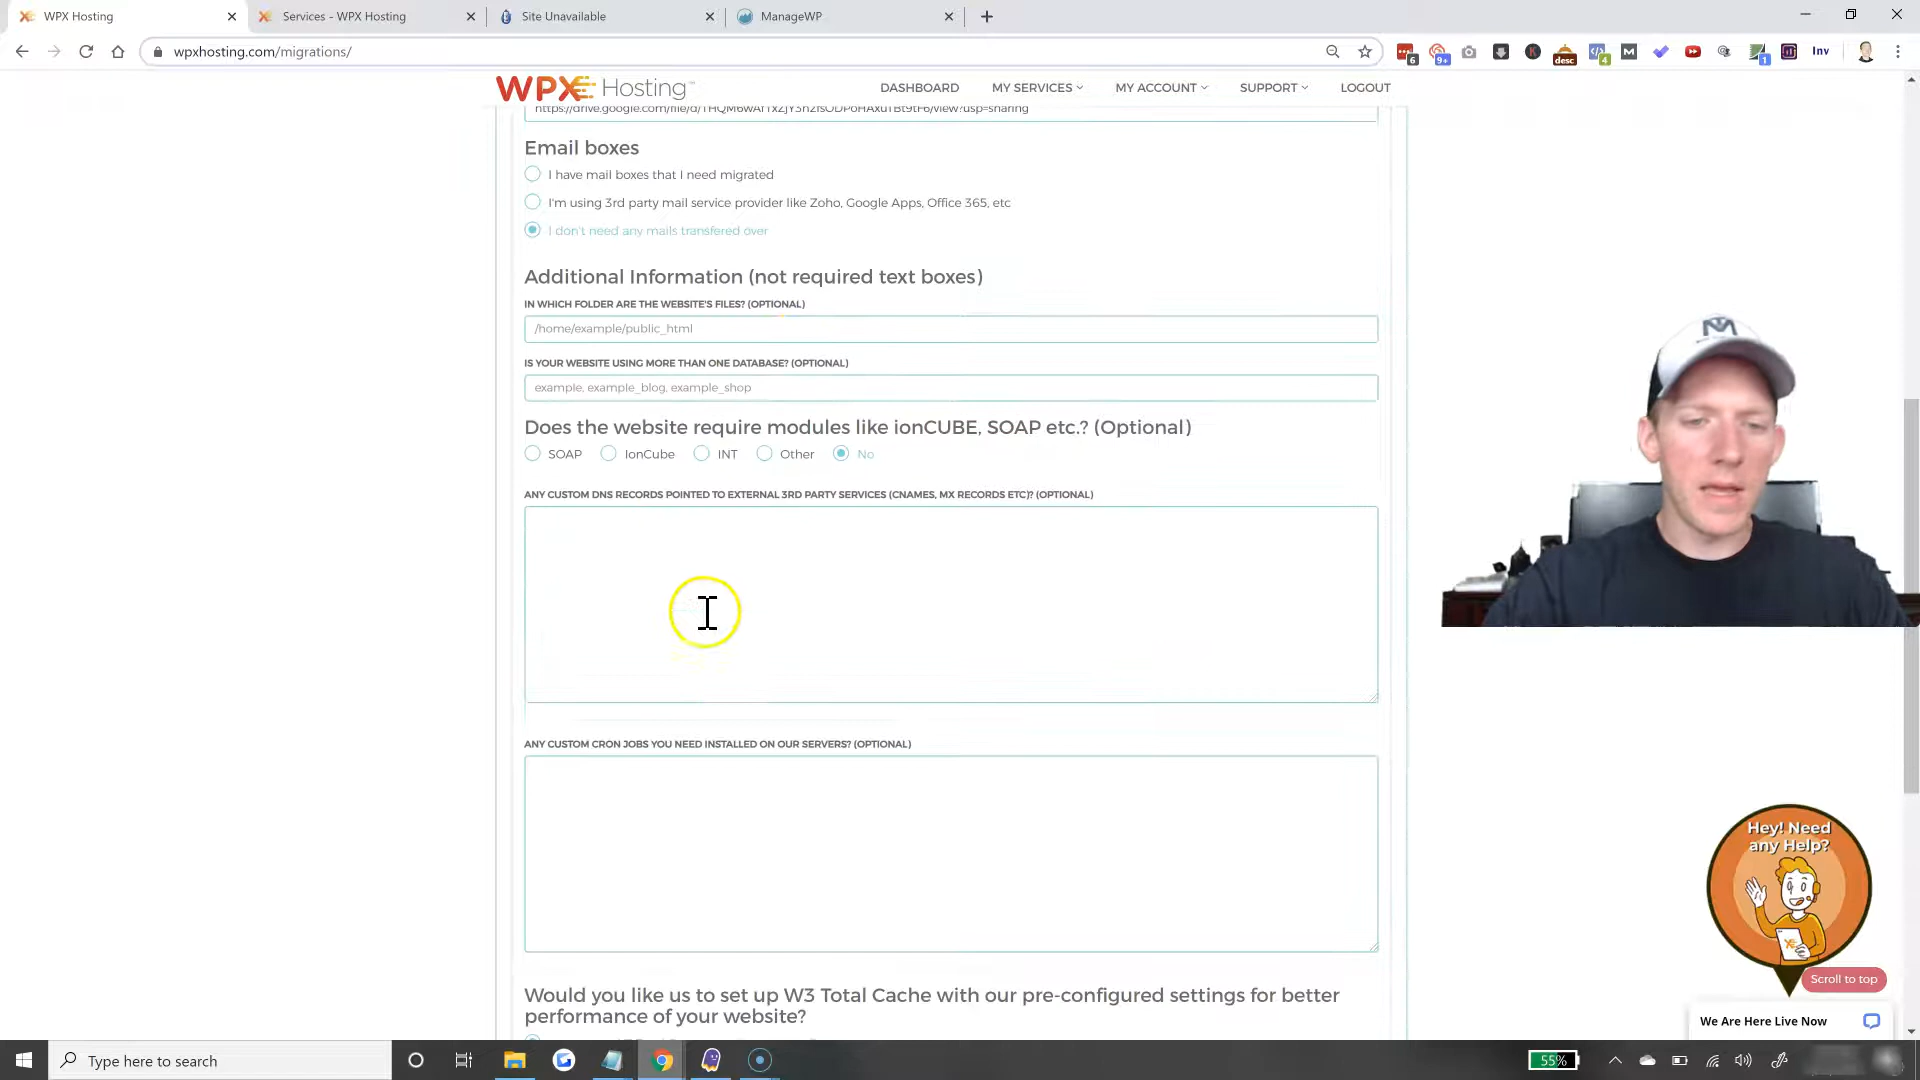 WPX Hosting
Services - WPX Hosting
Site Unavailable
ManageWP
wpxhosting.com/migrations/
6
9+
desc
4
1
Inv
WPX Hosting
DASHBOARD
MY SERVICES
MY ACCOUNT
SUPPORT
LOGOUT
Email boxes
I have mail boxes that I need migrated
I'm using 3rd party mail service provider like Zoho, Google Apps, Office 365, etc
I don't need any mails transfered over
Additional Information (not required text boxes)
IN WHICH FOLDER ARE THE WEBSITE'S FILES? (OPTIONAL)
/home/example/public_html
IS YOUR WEBSITE USING MORE THAN ONE DATABASE? (OPTIONAL)
example, example_blog, example_shop
Does the website require modules like ionCUBE, SOAP etc.? (Optional)
SOAP IonCube INT Other No
ANY CUSTOM DNS RECORDS POINTED TO EXTERNAL 3RD PARTY SERVICES (CNAMES, MX RECORDS ETC)? (OPTIONAL)
ANY CUSTOM CRON JOBS YOU NEED INSTALLED ON OUR SERVERS? (OPTIONAL)
Would you like us to set up W3 Total Cache with our pre-configured settings for better
performance of your website?
Hey! Need
any Help?
Scroll to top
We Are Here Live Now
Type here to search
55%